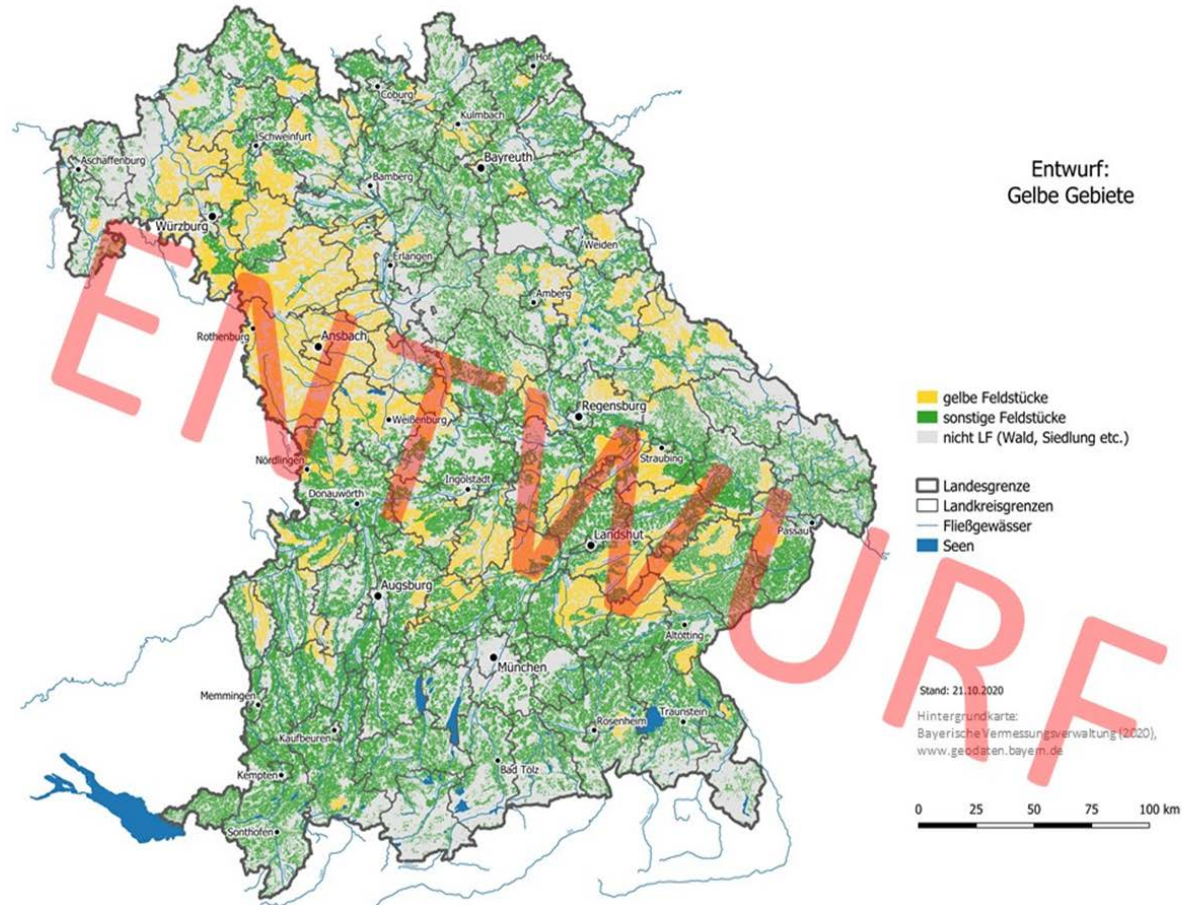 Hof
Coburg
Kulmbach
Schweinfurt
Aschaffenburg
Bayreuth
Bamberg
Würzburg
Weiden
Erlangen
Amberg
Rothenburg
Ansbach
Regensburg
Weißenburg
Straubing
Nördlingen
Ingolstadt
Donauwörth
Passau
Landshut
Augsburg
Altötting
München
Memmingen
Rosenheim
Traunstein
Kaufbeuren
Kempten
Bad Tölz
Sonthofen
ENTWURF
Entwurf:
Gelbe Gebiete
gelbe Feldstücke
sonstige Feldstücke
nicht LF (Wald, Siedlung etc.)
Landesgrenze
Landkreisgrenzen
Fließgewässer
Seen
Stand: 21.10.2020
Hintergrundkarte:
Bayerische Vermessungsverwaltung (2020),
www.geodaten.bayern.de
0 25 50 75 100 km